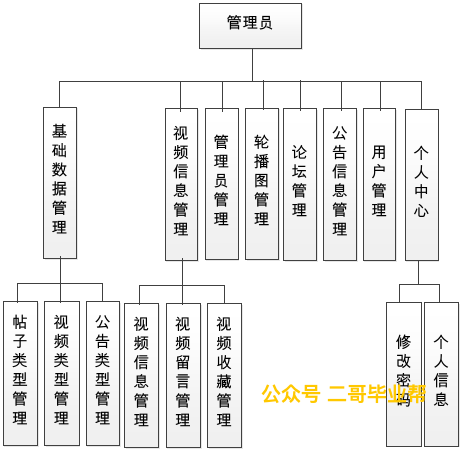 管理员
基础数据管理
视频信息管理
管理员管理
轮播图管理
论坛管理
公告信息管理
用户管理
个人中心
帖子类型管理
视频类型管理
公告类型管理
视频信息管理
视频留言管理
视频收藏管理
修改密码
个人信息
公众号 二哥毕业帮